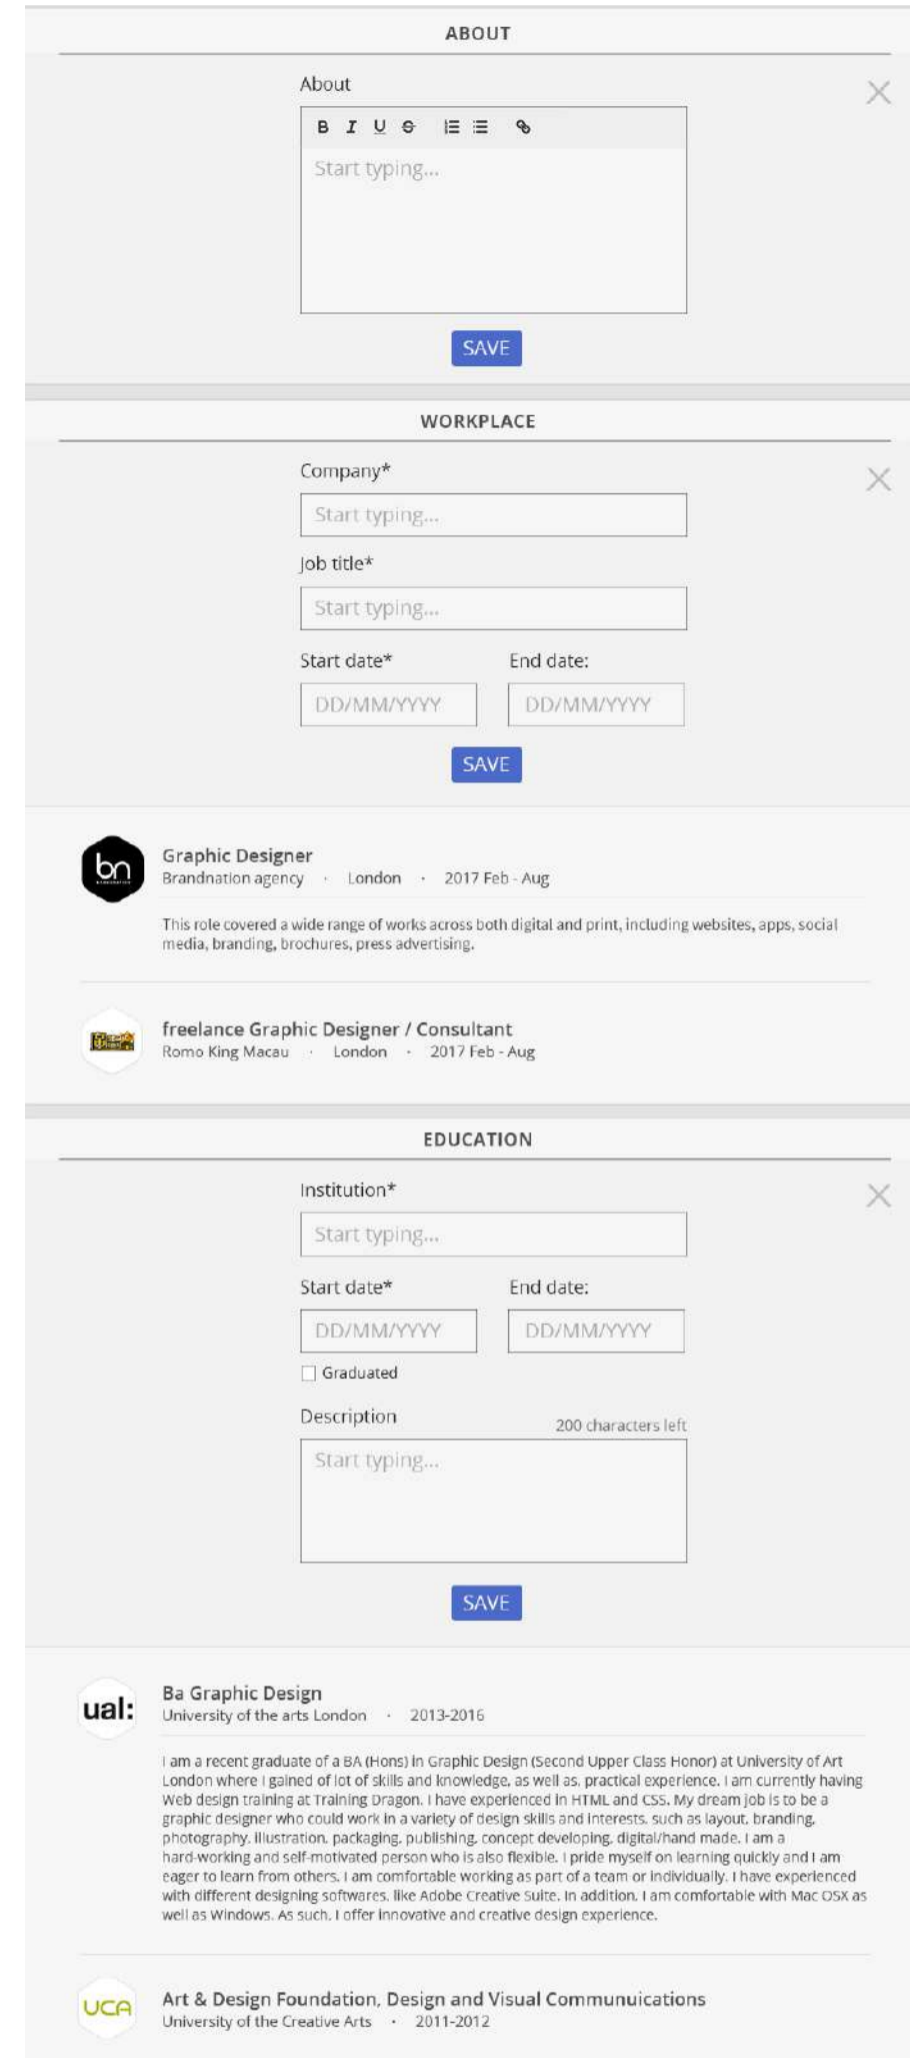 ABOUT
About
B I U S
Start typing...
SAVE
WORKPLACE
Company*
Start typing...
Job title*
Start typing...
Start date* End date:
DD/MM/YYYY DD/MM/YYYY
SAVE
bn
Graphic Designer
Brandnation agency · London · 2017 Feb - Aug
This role covered a wide range of works across both digital and print, including websites, apps, social
media, branding, brochures, press advertising.
freelance Graphic Designer / Consultant
Romo King Macau · London · 2017 Feb - Aug
EDUCATION
Institution*
Start typing...
Start date* End date:
DD/MM/YYYY DD/MM/YYYY
Graduated
Description 200 characters left
Start typing...
SAVE
ual:
Ba Graphic Design
University of the arts London · 2013-2016
I am a recent graduate of a BA (Hons) in Graphic Design (Second Upper Class Honor) at University of Art
London where I gained of lot of skills and knowledge, as well as, practical experience. I am currently having
Web design training at Training Dragon. I have experienced in HTML and CSS. My dream job is to be a
graphic designer who could work in a variety of design skills and interests, such as layout, branding,
photography, illustration, packaging, publishing, concept developing, digital/hand made. I am a
hard-working and self-motivated person who is also flexible. I pride myself on learning quickly and I am
eager to learn from others. I am comfortable working as part of a team or individually. I have experienced
with different designing softwares, like Adobe Creative Suite. In addition, I am comfortable with Mac OSX as
well as Windows. As such, I offer innovative and creative design experience.
UCA
Art & Design Foundation, Design and Visual Communuications
University of the Creative Arts · 2011-2012